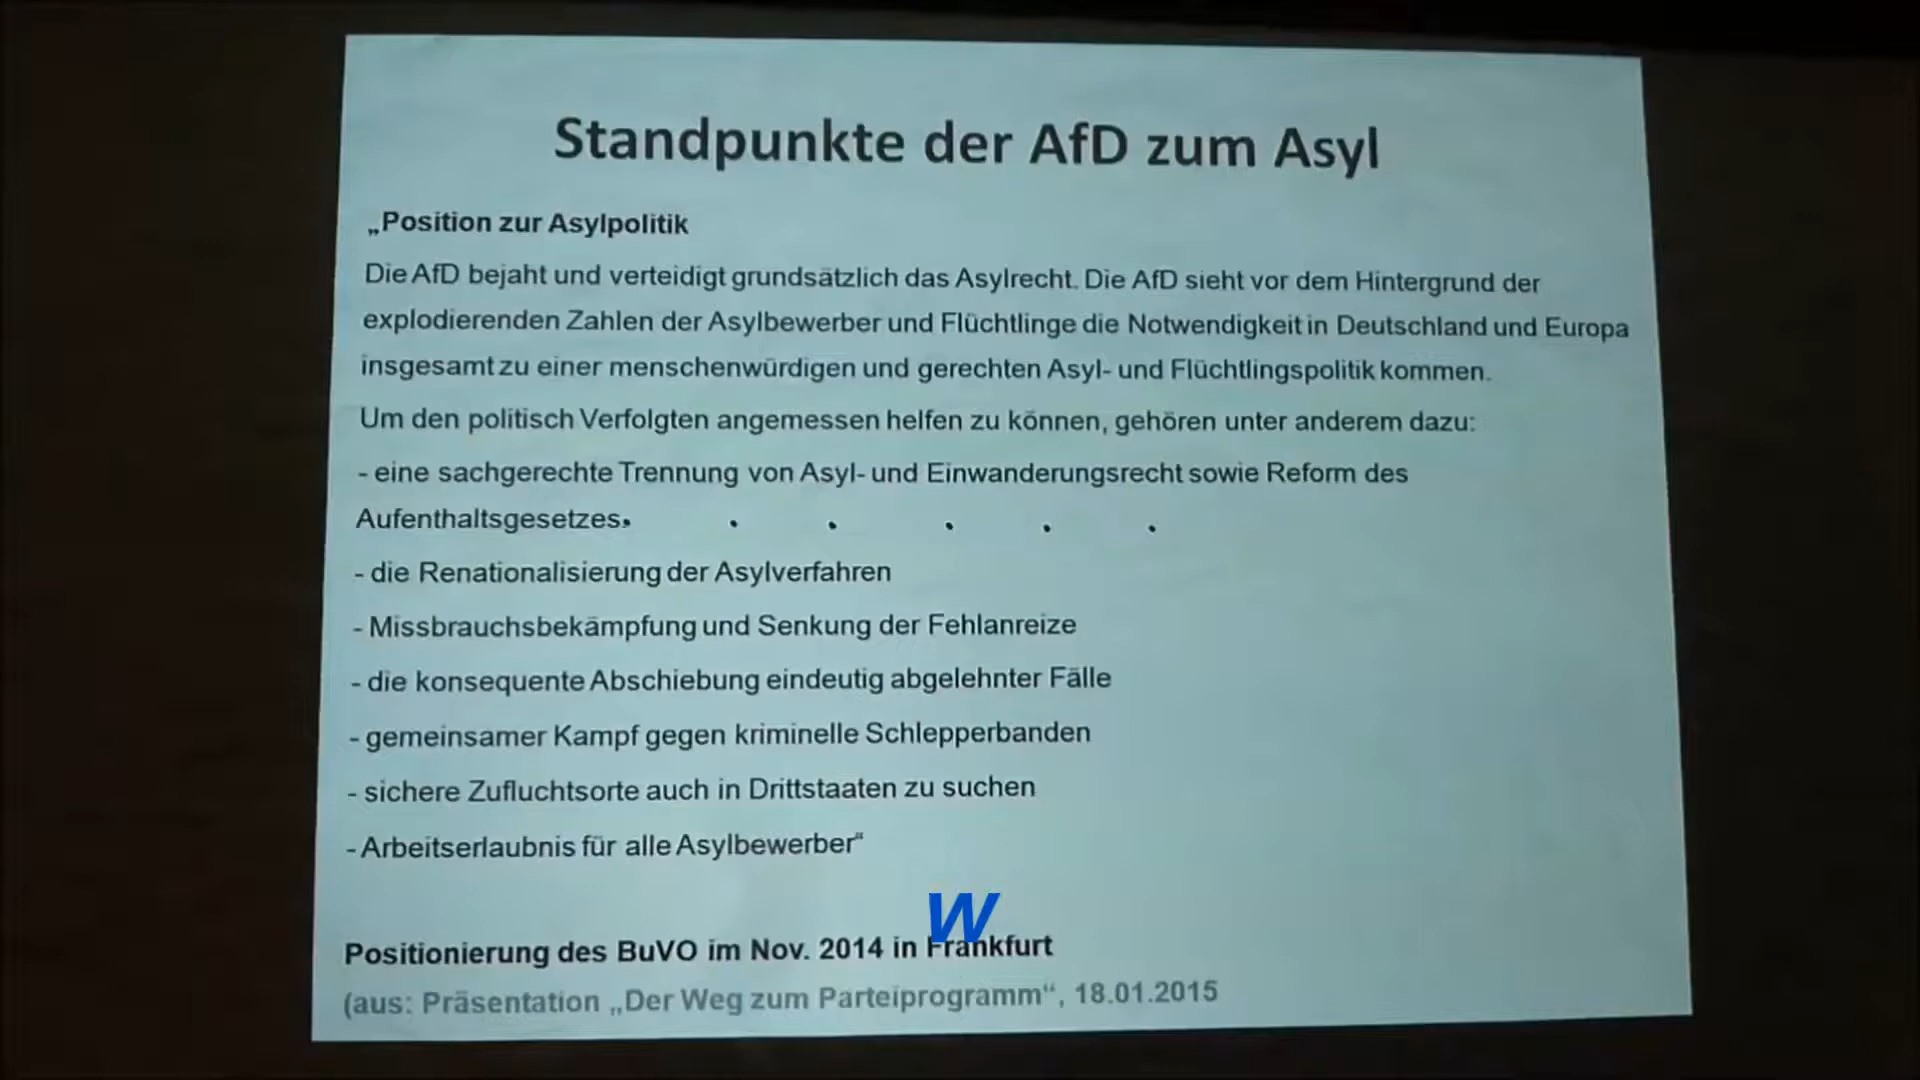 Standpunkte der AfD zum Asyl
„Position zur Asylpolitik
Die AfD bejaht und verteidigt grundsätzlich das Asylrecht. Die AfD sieht vor dem Hintergrund der
explodierenden Zahlen der Asylbewerber und Flüchtlinge die Notwendigkeit in Deutschland und Europa
insgesamt zu einer menschenwürdigen und gerechten Asyl- und Flüchtlingspolitik kommen.
Um den politisch Verfolgten angemessen helfen zu können, gehören unter anderem dazu:
- eine sachgerechte Trennung von Asyl- und Einwanderungsrecht sowie Reform des
Aufenthaltsgesetzes. . . . . .
- die Renationalisierung der Asylverfahren
- Missbrauchsbekämpfung und Senkung der Fehlanreize
- die konsequente Abschiebung eindeutig abgelehnter Fälle
- gemeinsamer Kampf gegen kriminelle Schlepperbanden
- sichere Zufluchtsorte auch in Drittstaaten zu suchen
- Arbeitserlaubnis für alle Asylbewerber“
W
Positionierung des BuVO im Nov. 2014 in Frankfurt
(aus: Präsentation „Der Weg zum Parteiprogramm“, 18.01.2015